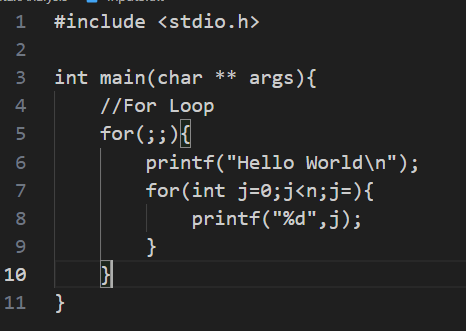 1 #include <stdio.h>
2
3 int main(char ** args){
4     //For Loop
5     for(;;){
6         printf("Hello World\n");
7         for(int j=0;j<n;j=){
8             printf("%d",j);
9         }
10     }
11 }